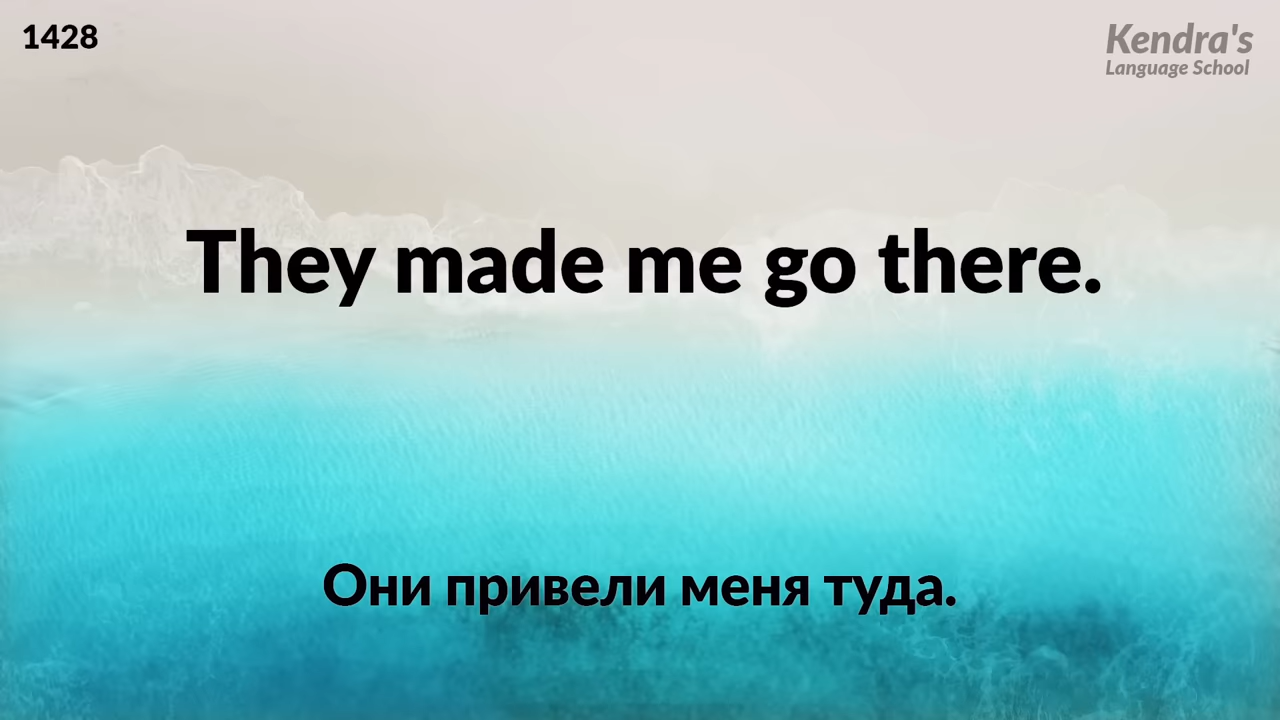 1428
Kendra's
Language School
They made me go there.
Они привели меня туда.